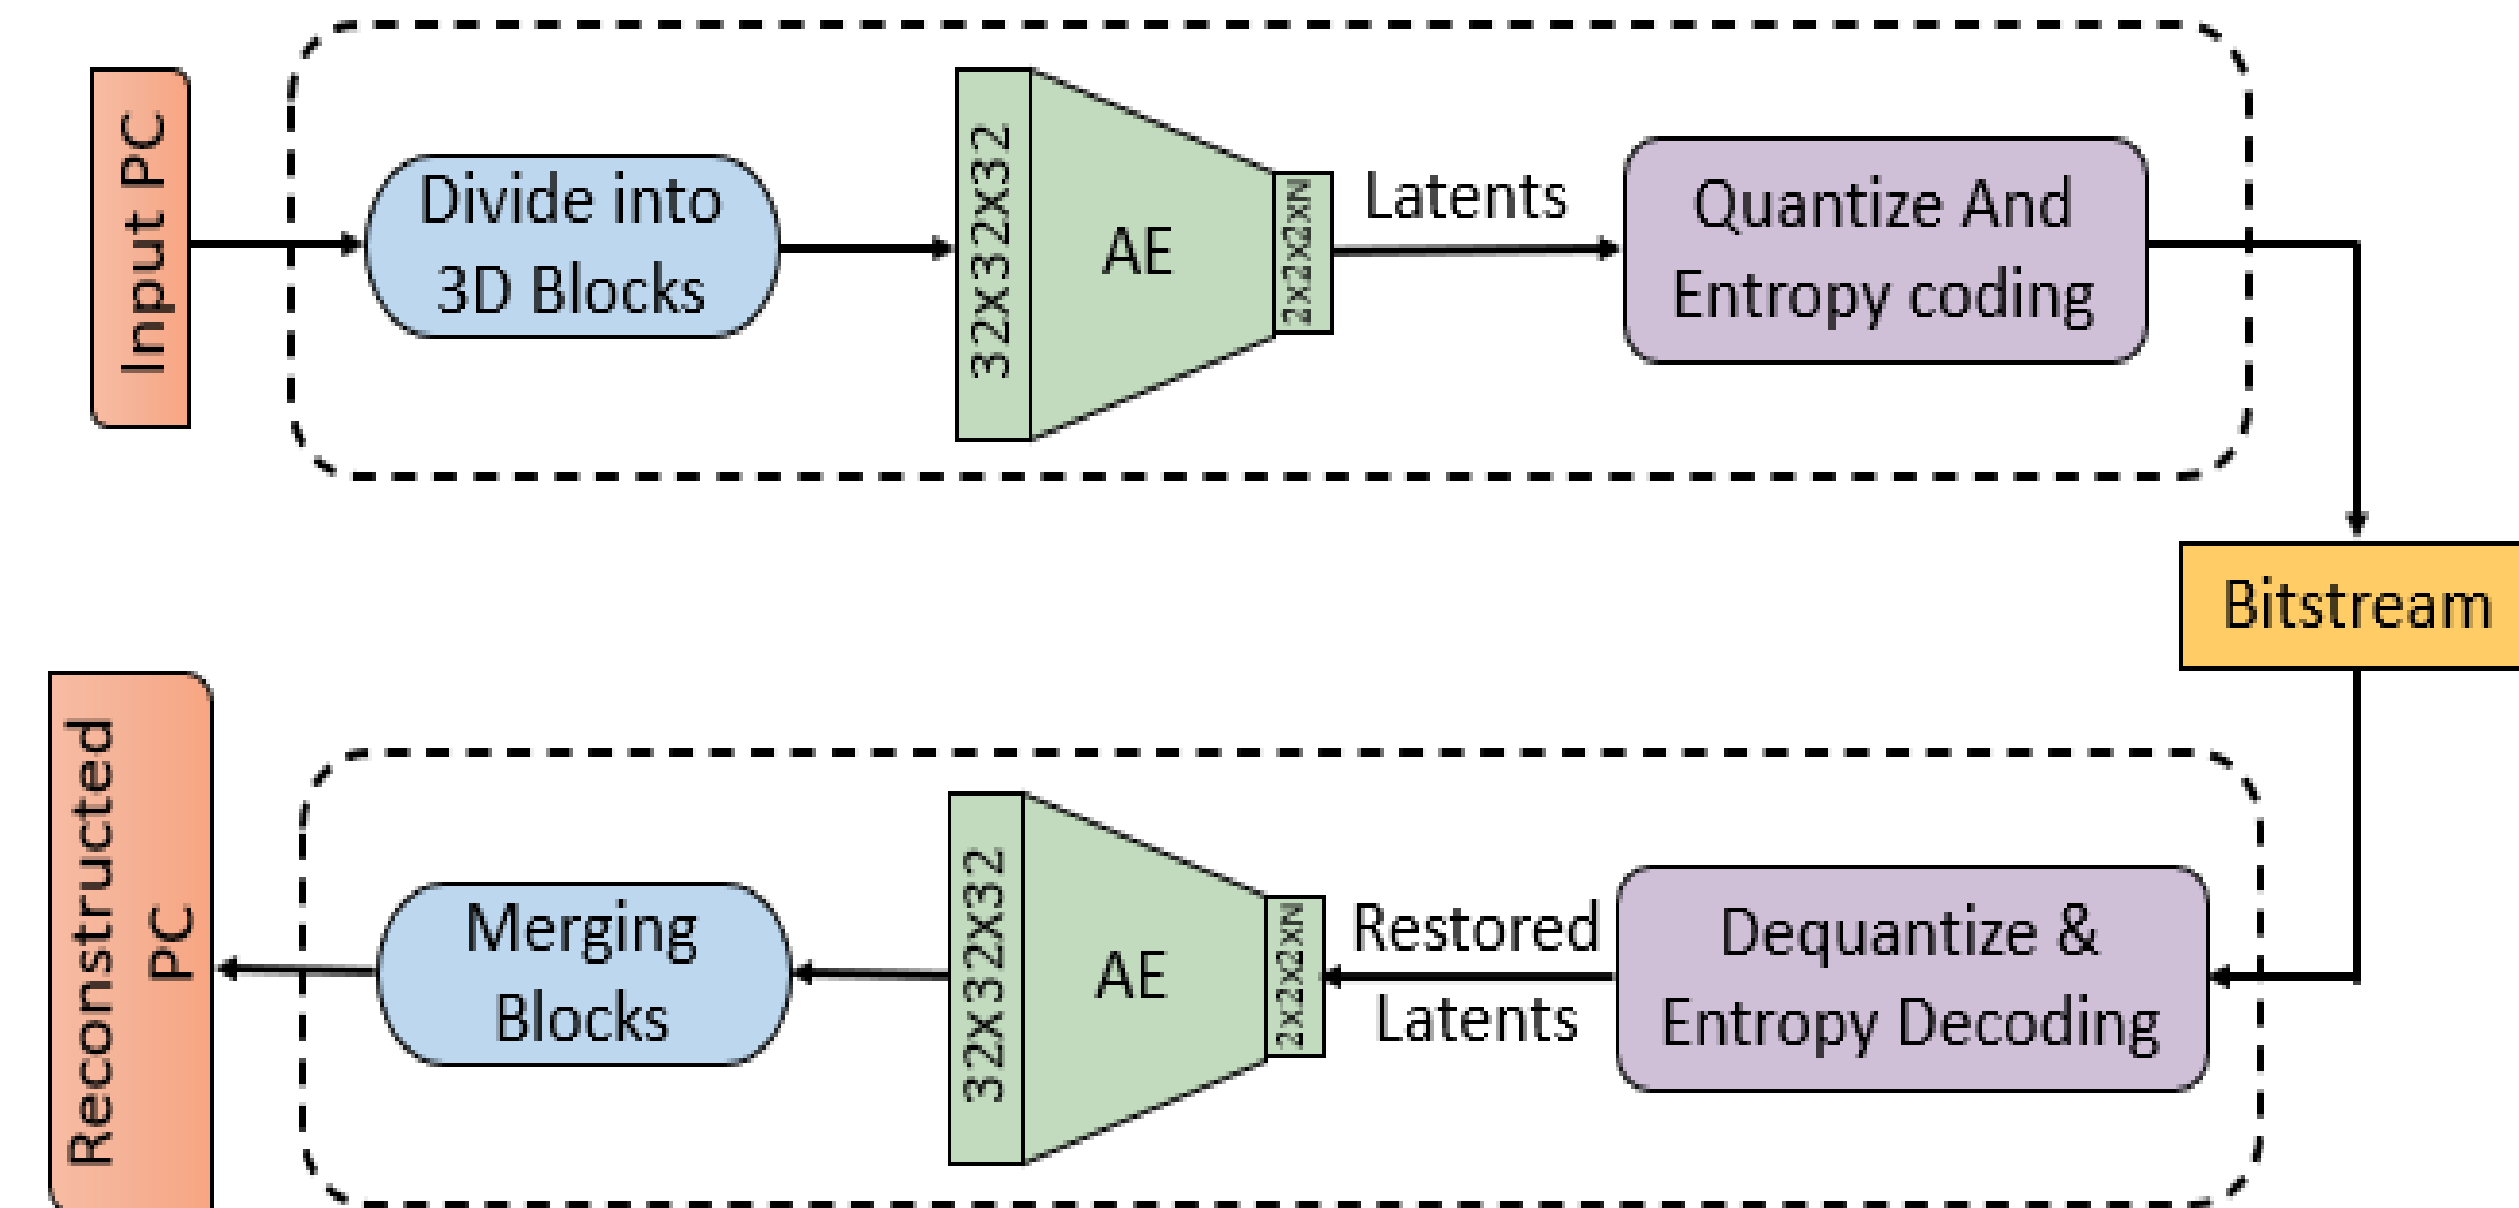 Input PC
Divide into
3D Blocks
32x32x32
AE
2x2x2xN
Latents
Quantize And
Entropy coding
Bitstream
Dequantize &
Entropy Decoding
Restored
Latents
2x2x2xN
AE
32x32x32
Merging
Blocks
Reconstructed
PC